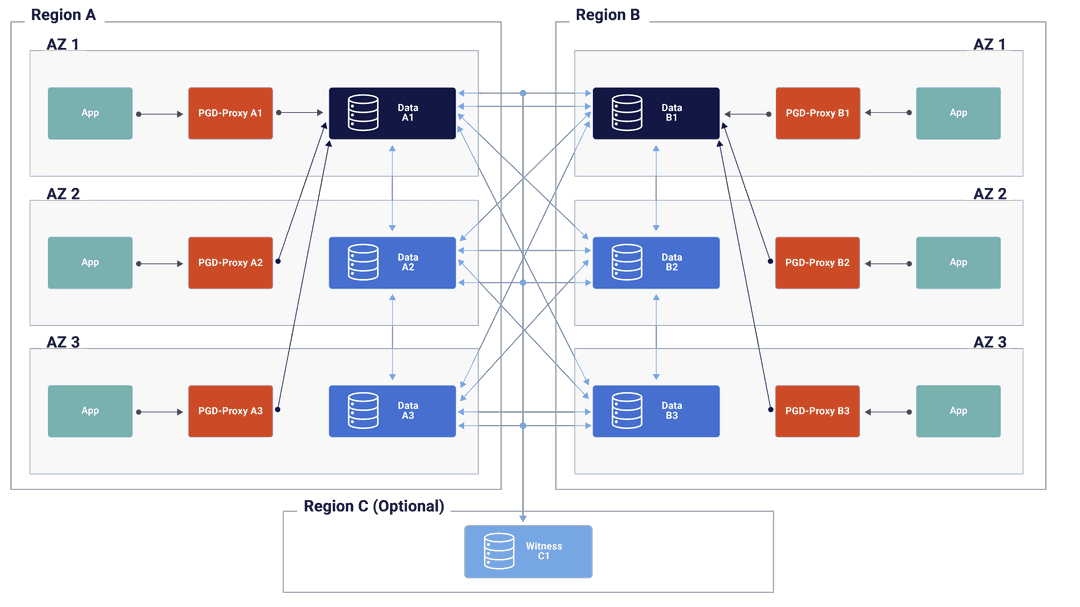 Region A
Region B
AZ 1
AZ 1
App
PGD-Proxy A1
Data
A1
Data
B1
PGD-Proxy B1
App
AZ 2
AZ 2
App
PGD-Proxy A2
Data
A2
Data
B2
PGD-Proxy B2
App
AZ 3
AZ 3
App
PGD-Proxy A3
Data
A3
Data
B3
PGD-Proxy B3
App
Region C (Optional)
Witness
C1